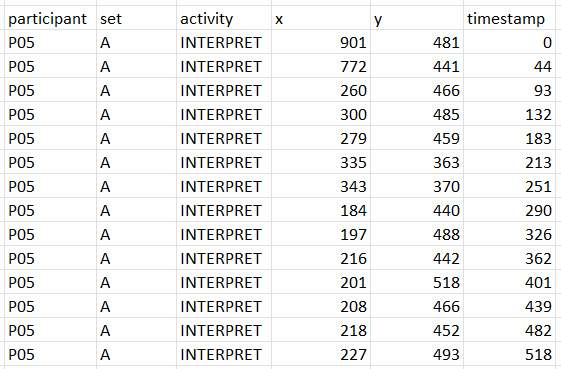 participant set activity x y timestamp
P05 A INTERPRET 901 481 0
P05 A INTERPRET 772 441 44
P05 A INTERPRET 260 466 93
P05 A INTERPRET 300 485 132
P05 A INTERPRET 279 459 183
P05 A INTERPRET 335 363 213
P05 A INTERPRET 343 370 251
P05 A INTERPRET 184 440 290
P05 A INTERPRET 197 488 326
P05 A INTERPRET 216 442 362
P05 A INTERPRET 201 518 401
P05 A INTERPRET 208 466 439
P05 A INTERPRET 218 452 482
P05 A INTERPRET 227 493 518